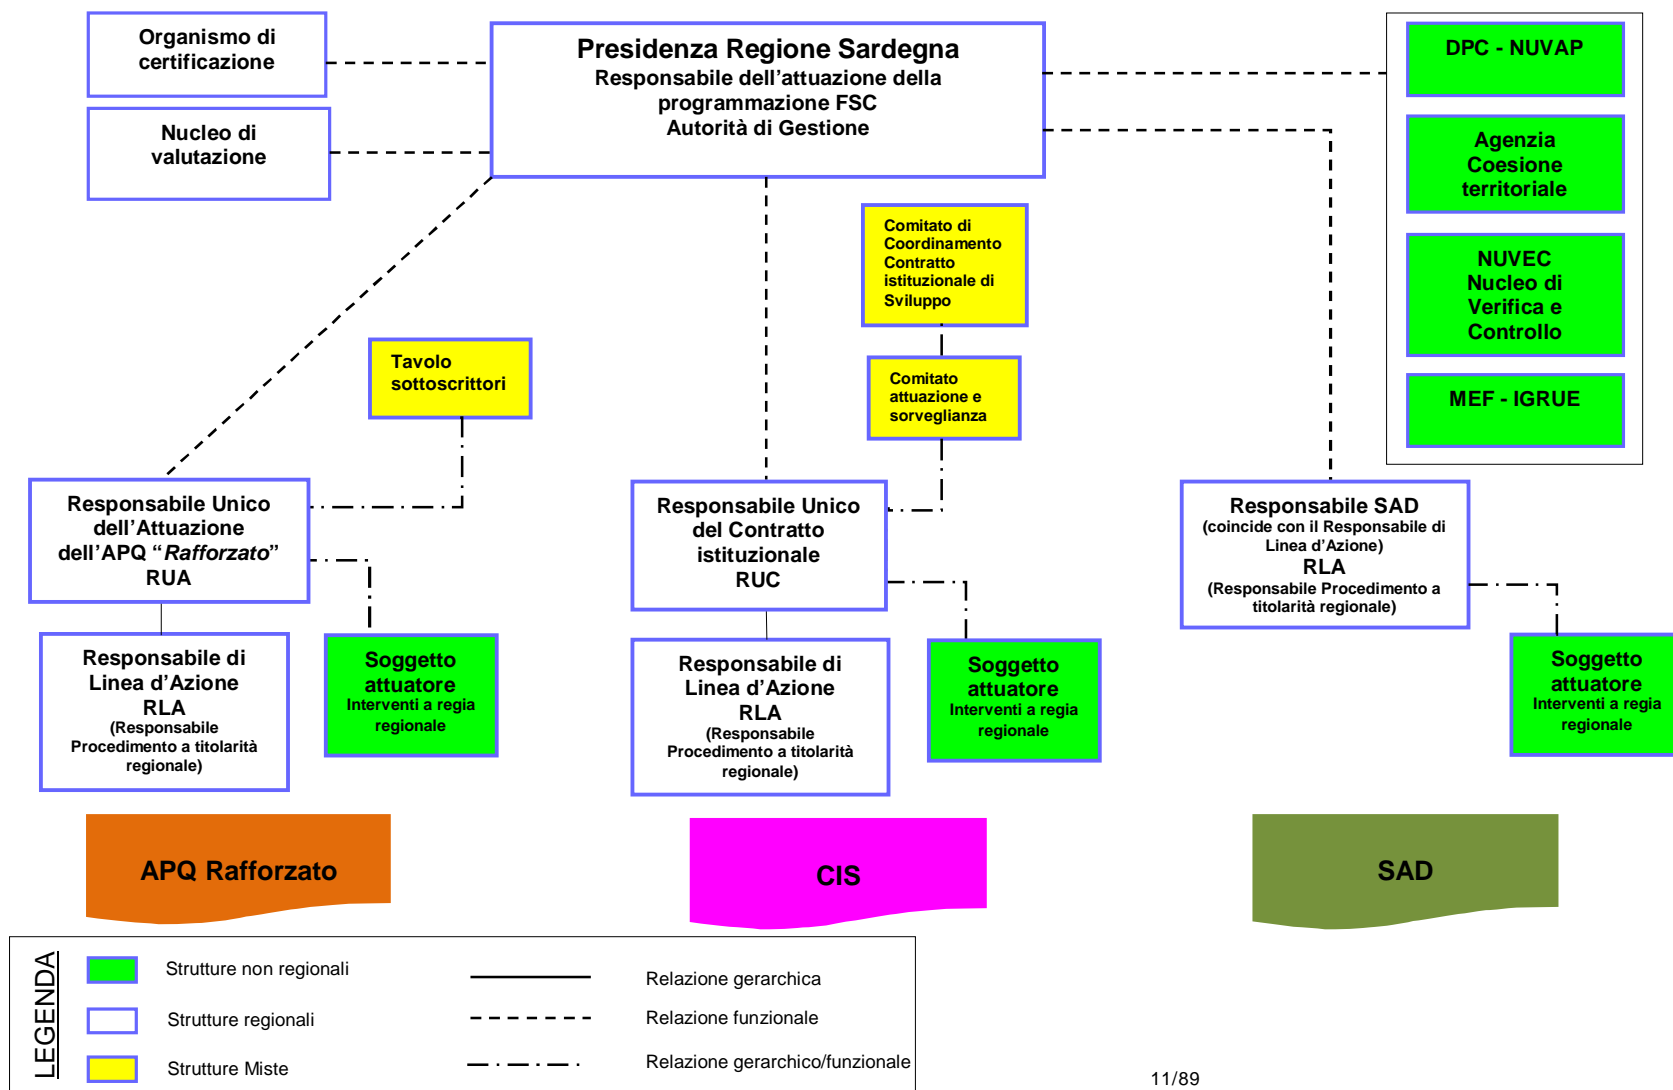 Organismo di
certificazione
Nucleo di
valutazione
Presidenza Regione Sardegna
Responsabile dell'attuazione della
programmazione FSC
Autorità di Gestione
DPC - NUVAP
Agenzia
Coesione
territoriale
NUVEC
Nucleo di
Verifica e
Controllo
MEF - IGRUE
Comitato di
Coordinamento
Contratto
istituzionale di
Sviluppo
Comitato
attuazione e
sorveglianza
Tavolo
sottoscrittori
Responsabile Unico
dell'Attuazione
dell'APQ “Rafforzato”
RUA
Responsabile di
Linea d'Azione
RLA
(Responsabile
Procedimento a titolarità
regionale)
Soggetto
attuatore
Interventi a regia
regionale
Responsabile Unico
del Contratto
istituzionale
RUC
Responsabile di
Linea d'Azione
RLA
(Responsabile
Procedimento a titolarità
regionale)
Soggetto
attuatore
Interventi a regia
regionale
Responsabile SAD
(coincide con il Responsabile di
Linea d'Azione)
RLA
(Responsabile Procedimento a
titolarità regionale)
Soggetto
attuatore
Interventi a regia
regionale
APQ Rafforzato
CIS
SAD
LEGENDA
Strutture non regionali
Strutture regionali
Strutture Miste
Relazione gerarchica
Relazione funzionale
Relazione gerarchico/funzionale
11/89